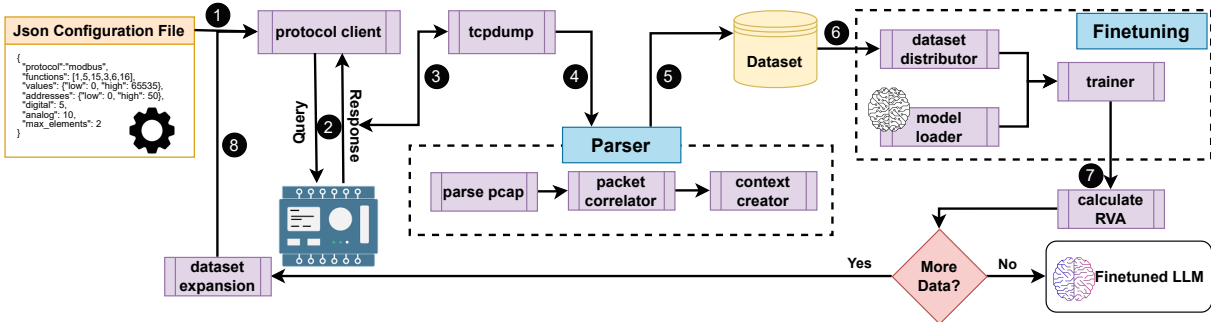 Json Configuration File
{
"protocol":"modbus",
"functions": [1,5,15,3,6,16],
"values": {"low": 0, "high": 65535},
"addresses": {"low": 0, "high": 50},
"digital": 5,
"analog": 10,
"max_elements": 2
}
1
protocol client
Query
2
Response
3
tcpdump
4
Parser
parse pcap
packet
correlator
context
creator
5
Dataset
6
Finetuning
dataset
distributor
model
loader
trainer
7
calculate
RVA
More
Data?
Yes
No
Finetuned LLM
dataset
expansion
8